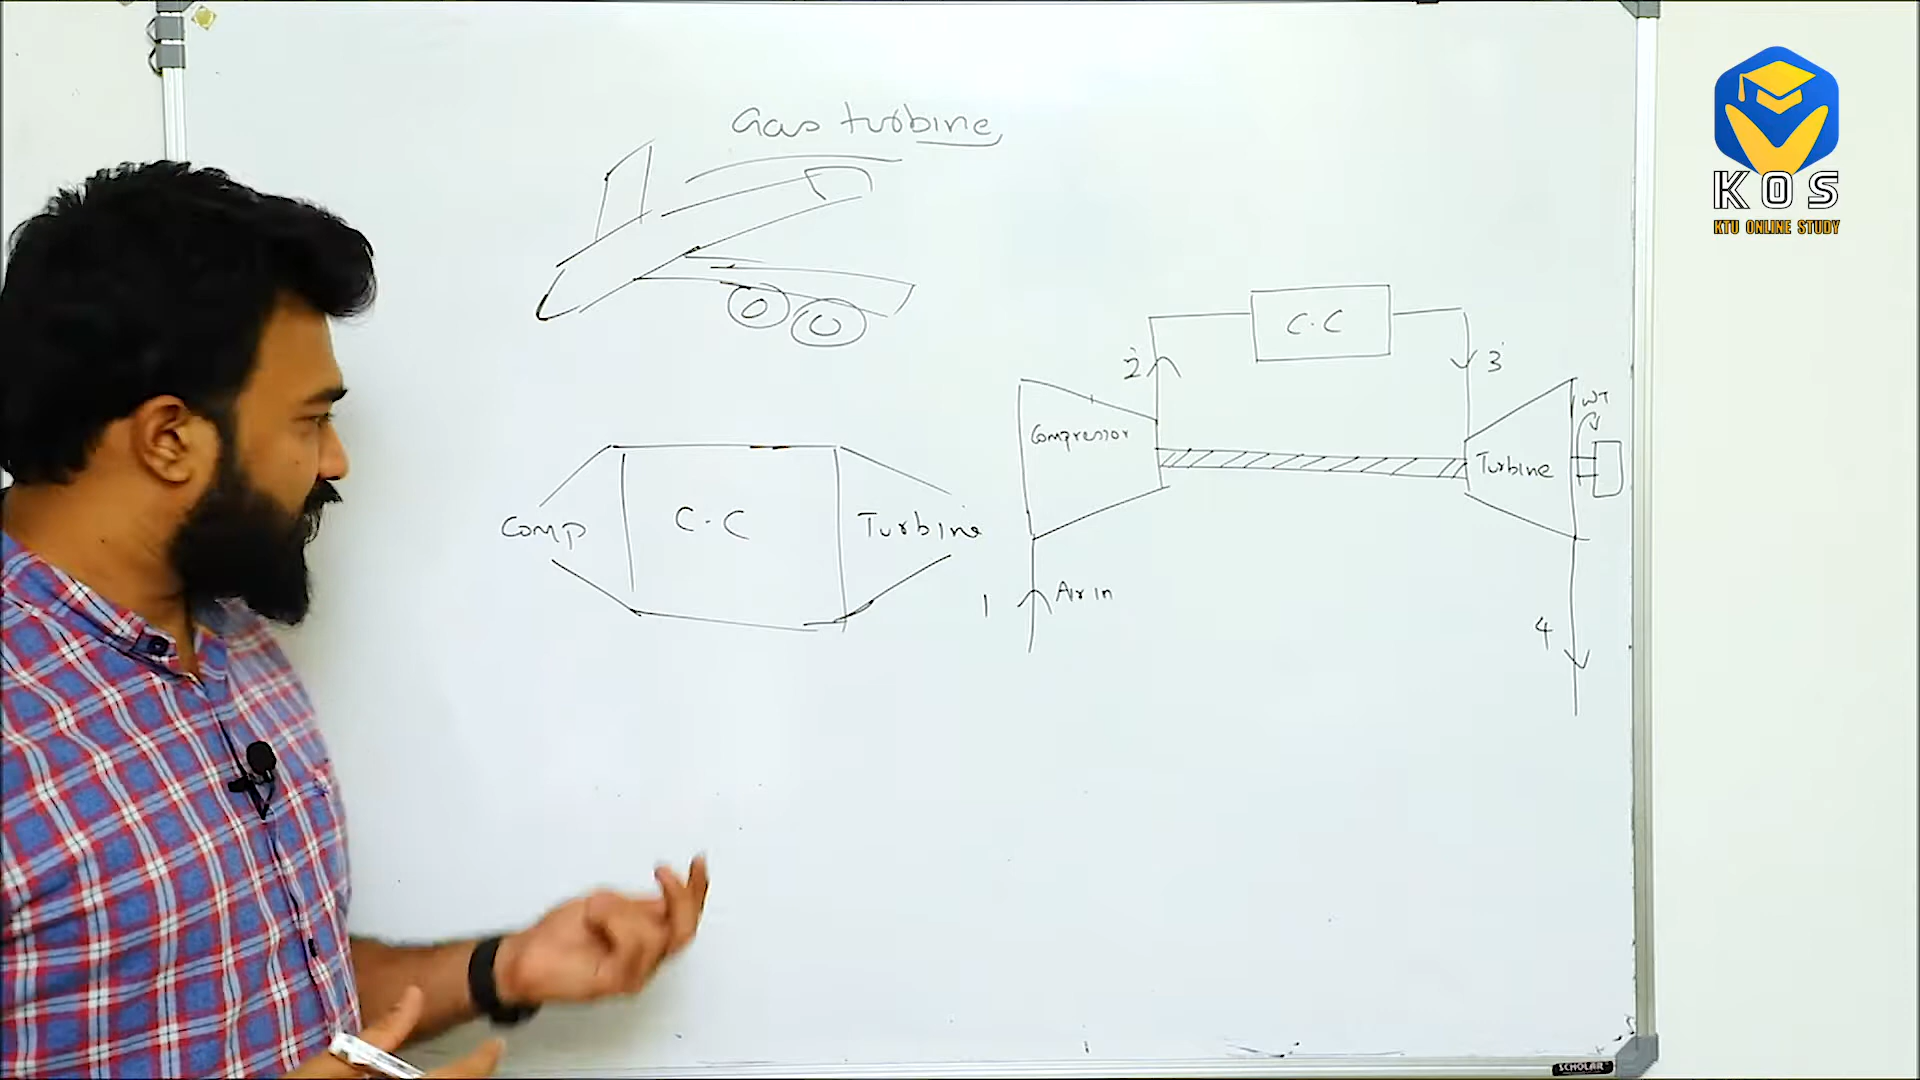 Gas turbine
KOS
KTU ONLINE STUDY
C.C
2
3
WT
Compressor
Turbine
Comp
C.C
Turbine
1
Air in
4
SCHOLAR